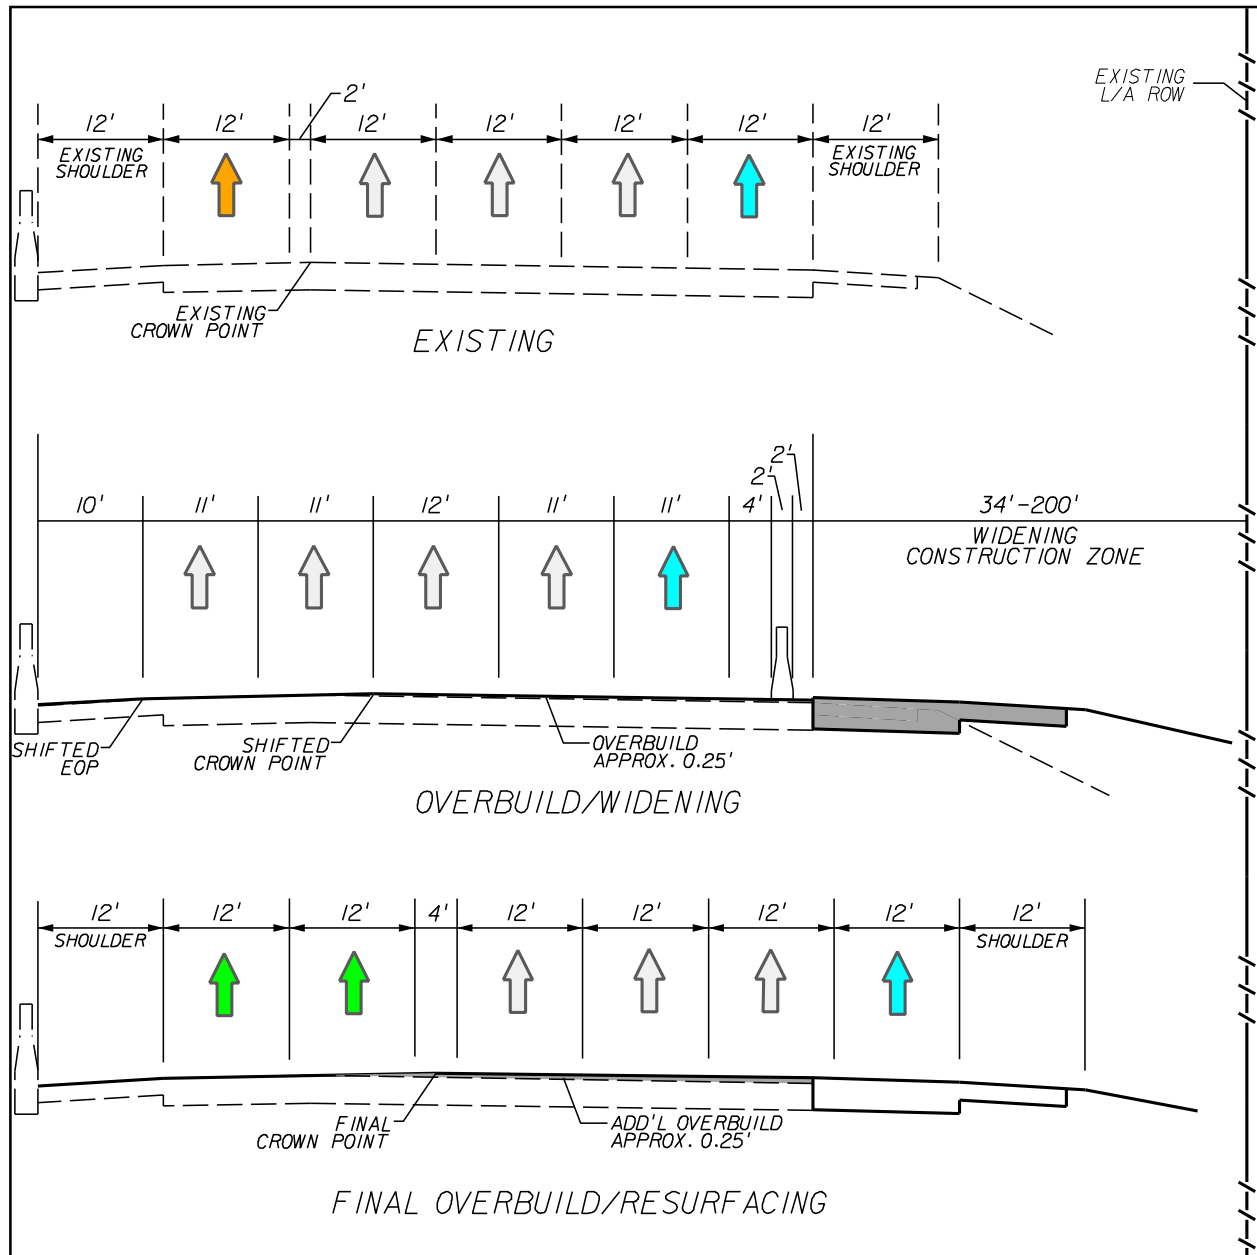 EXISTING
L/A ROW
2'
12' 12' 12' 12' 12' 12' 12'
EXISTING
SHOULDER
EXISTING
SHOULDER
EXISTING
CROWN POINT
EXISTING
2'
2'
10' 11' 11' 12' 11' 11' 4' 34'-200'
WIDENING
CONSTRUCTION ZONE
SHIFTED
EOP
SHIFTED
CROWN POINT
OVERBUILD
APPROX. 0.25'
OVERBUILD/WIDENING
12' 12' 12' 4' 12' 12' 12' 12' 12'
SHOULDER
SHOULDER
FINAL
CROWN POINT
ADD'L OVERBUILD
APPROX. 0.25'
FINAL OVERBUILD/RESURFACING